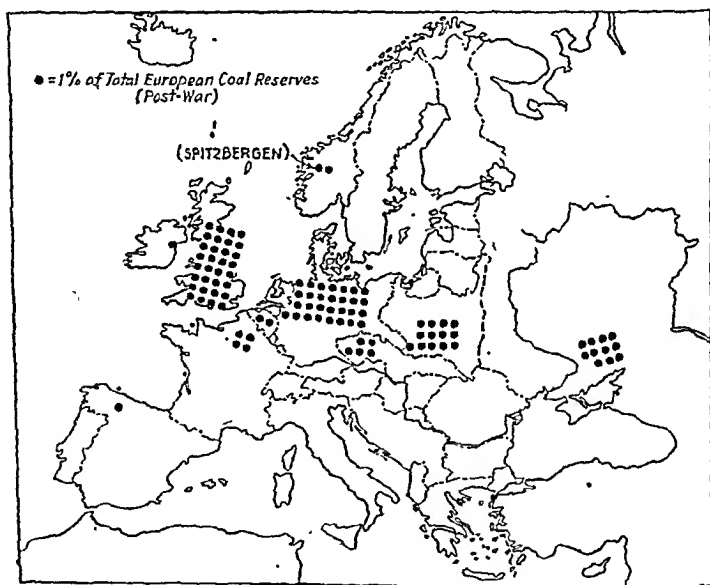 ● = 1% of Total European Coal Reserves
(Post-War)
(SPITZBERGEN)